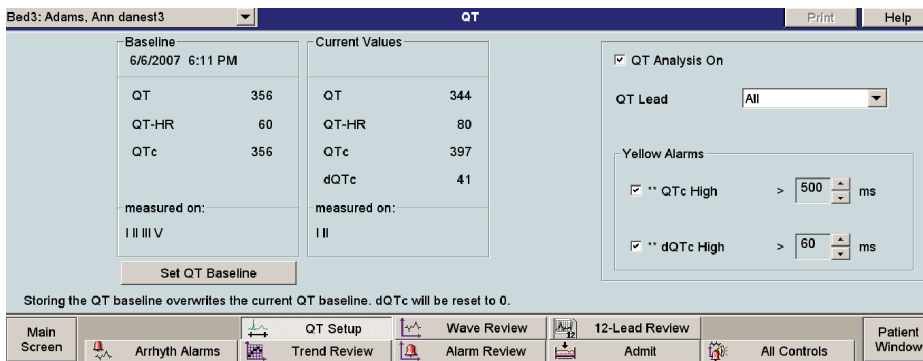 Bed3: Adams, Ann danest3 QT Print Help
Baseline
6/6/2007 6:11 PM
QT 356
QT-HR 60
QTc 356
measured on:
I II III V
Set QT Baseline
Current Values
QT 344
QT-HR 80
QTc 397
dQTc 41
measured on:
I II
QT Analysis On
QT Lead All
Yellow Alarms
** QTc High > 500 ms
** dQTc High > 60 ms
Storing the QT baseline overwrites the current QT baseline. dQTc will be reset to 0.
Main Screen
QT Setup Wave Review 12 12-Lead Review
Arrhyth Alarms Trend Review Alarm Review Admit All Controls
Patient Window